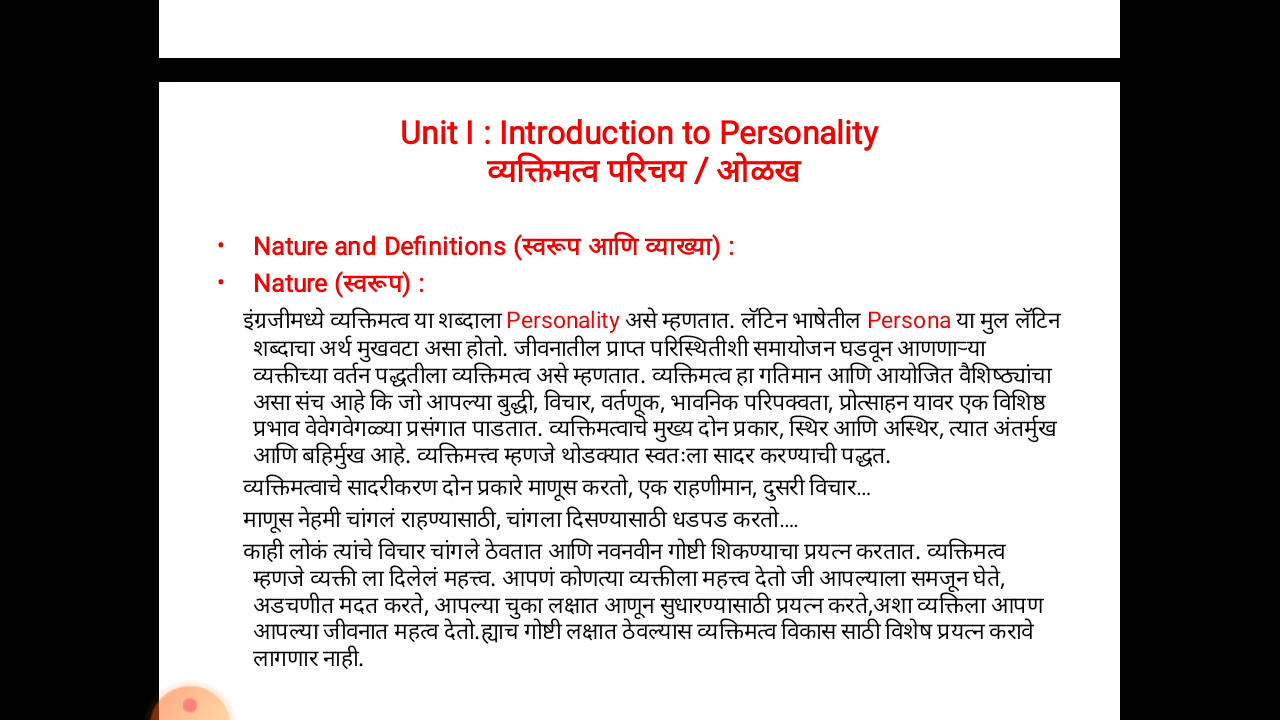 Unit I : Introduction to Personality
व्यक्तिमत्व परिचय / ओळख
• Nature and Definitions (स्वरूप आणि व्याख्या) :
• Nature (स्वरूप) :
इंग्रजीमध्ये व्यक्तिमत्व या शब्दाला Personality असे म्हणतात. लॅटिन भाषेतील Persona या मुल लॅटिन
शब्दाचा अर्थ मुखवटा असा होतो. जीवनातील प्राप्त परिस्थितीशी समायोजन घडवून आणणाऱ्या
व्यक्तीच्या वर्तन पद्धतीला व्यक्तिमत्व असे म्हणतात. व्यक्तिमत्व हा गतिमान आणि आयोजित वैशिष्ठ्यांचा
असा संच आहे कि जो आपल्या बुद्धी, विचार, वर्तणूक, भावनिक परिपक्वता, प्रोत्साहन यावर एक विशिष्ठ
प्रभाव वेवेगवेगळ्या प्रसंगात पाडतात. व्यक्तिमत्वाचे मुख्य दोन प्रकार, स्थिर आणि अस्थिर, त्यात अंतर्मुख
आणि बहिर्मुख आहे. व्यक्तिमत्त्व म्हणजे थोडक्यात स्वतःला सादर करण्याची पद्धत.
व्यक्तिमत्वाचे सादरीकरण दोन प्रकारे माणूस करतो, एक राहणीमान, दुसरी विचार...
माणूस नेहमी चांगलं राहण्यासाठी, चांगला दिसण्यासाठी धडपड करतो....
काही लोकं त्यांचे विचार चांगले ठेवतात आणि नवनवीन गोष्टी शिकण्याचा प्रयत्न करतात. व्यक्तिमत्व
म्हणजे व्यक्ती ला दिलेलं महत्त्व. आपणं कोणत्या व्यक्तीला महत्त्व देतो जी आपल्याला समजून घेते,
अडचणीत मदत करते, आपल्या चुका लक्षात आणून सुधारण्यासाठी प्रयत्न करते,अशा व्यक्तिला आपण
आपल्या जीवनात महत्व देतो.ह्याच गोष्टी लक्षात ठेवल्यास व्यक्तिमत्व विकास साठी विशेष प्रयत्न करावे
लागणार नाही.